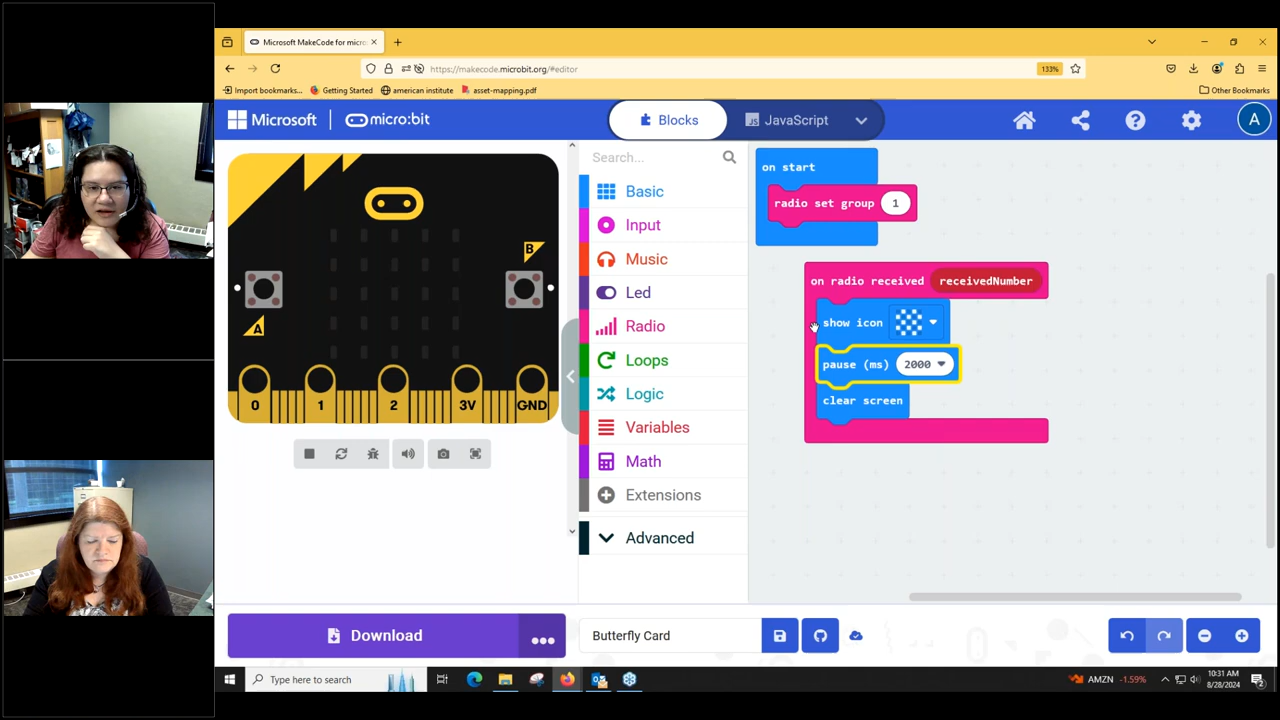 Microsoft MakeCode for micro:
https://makecode.microbit.org/#editor
133%
Import bookmarks...
Getting Started
american institute
asset-mapping.pdf
Other Bookmarks
Microsoft
micro:bit
Blocks
JavaScript
A
Search...
Basic
Input
Music
Led
Radio
Loops
Logic
Variables
Math
Extensions
Advanced
A
B
0 1 2 3V GND
on start
radio set group 1
on radio received receivedNumber
show icon
pause (ms) 2000
clear screen
Download
Butterfly Card
Type here to search
AMZN -1.59%
10:31 AM
8/28/2024
2